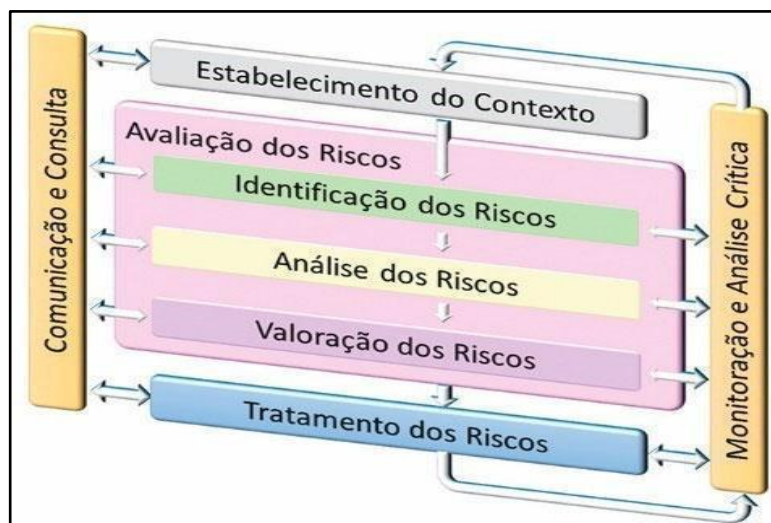 Comunicação e Consulta
Estabelecimento do Contexto
Avaliação dos Riscos
Identificação dos Riscos
Análise dos Riscos
Valoração dos Riscos
Tratamento dos Riscos
Monitoração e Análise Crítica